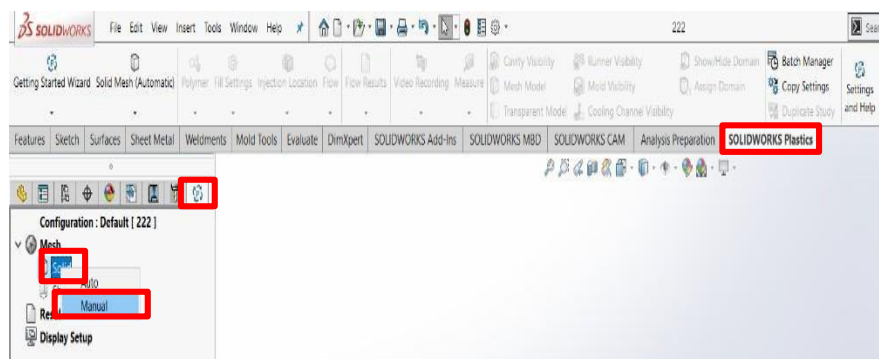 SOLIDWORKS File Edit View Insert Tools Window Help 222 Sear
Getting Started Wizard Solid Mesh (Automatic) Polymer Fill Settings Injection Location Flow Flow Results Video Recording Measure
Cavity Visibility Runner Visibility Show/Hide Domain Batch Manager
Mesh Model Mold Visibility Assign Domain Copy Settings
Transparent Model Cooling Channel Visibility Duplicate Study
Settings
and Help
Features Sketch Surfaces Sheet Metal Weldments Mold Tools Evaluate DimXpert SOLIDWORKS Add-Ins SOLIDWORKS MBD SOLIDWORKS CAM Analysis Preparation SOLIDWORKS Plastics
Configuration : Default [ 222 ]
Mesh
Solid
Auto
Manual
Display Setup